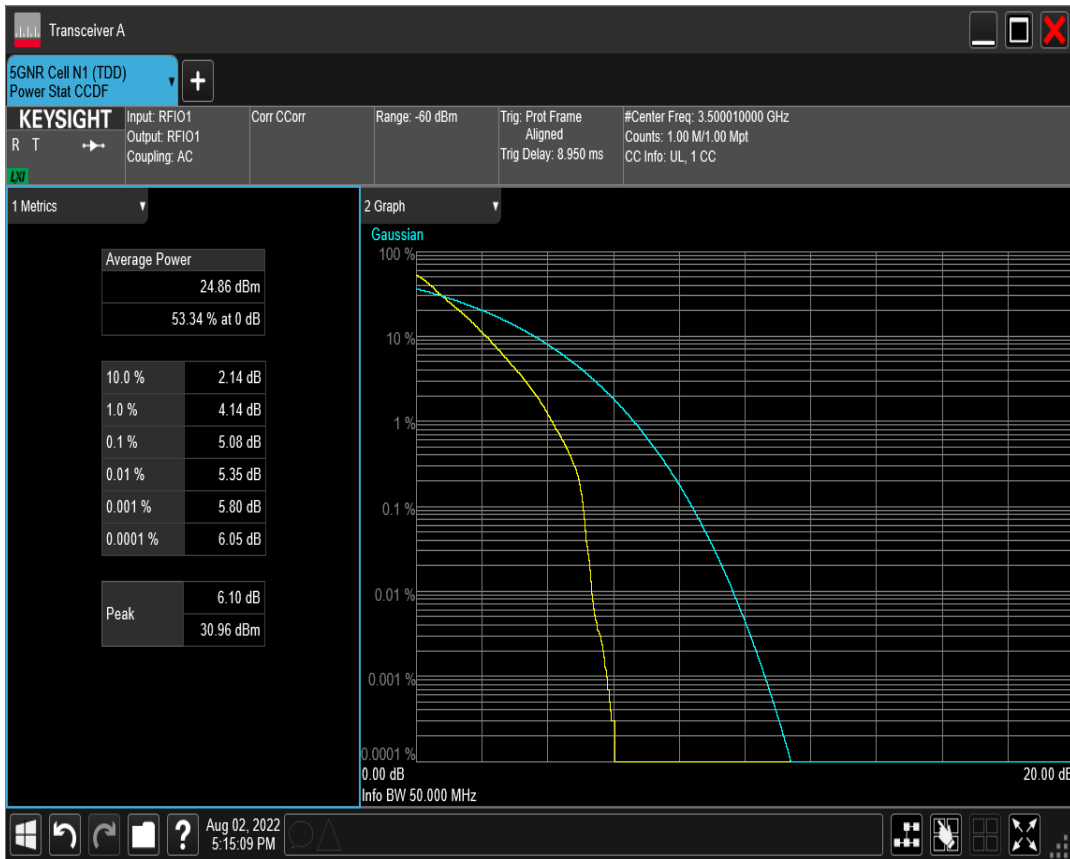 Transceiver A
5GNR Cell N1 (TDD)
Power Stat CCDF
+
KEYSIGHT
R T
LXI
Input: RFIO1
Output: RFIO1
Coupling: AC
Corr CCorr
Range: -60 dBm
Trig: Prot Frame
Aligned
Trig Delay: 8.950 ms
#Center Freq: 3.500010000 GHz
Counts: 1.00 M/1.00 Mpt
CC Info: UL, 1 CC
1 Metrics
Average Power
24.86 dBm
53.34 % at 0 dB
10.0 % 2.14 dB
1.0 % 4.14 dB
0.1 % 5.08 dB
0.01 % 5.35 dB
0.001 % 5.80 dB
0.0001 % 6.05 dB
Peak
6.10 dB
30.96 dBm
2 Graph
Gaussian
100 %
10 %
1 %
0.1 %
0.01 %
0.001 %
0.0001 %
0.00 dB 20.00 dB
Info BW 50.000 MHz
?
Aug 02, 2022
5:15:09 PM